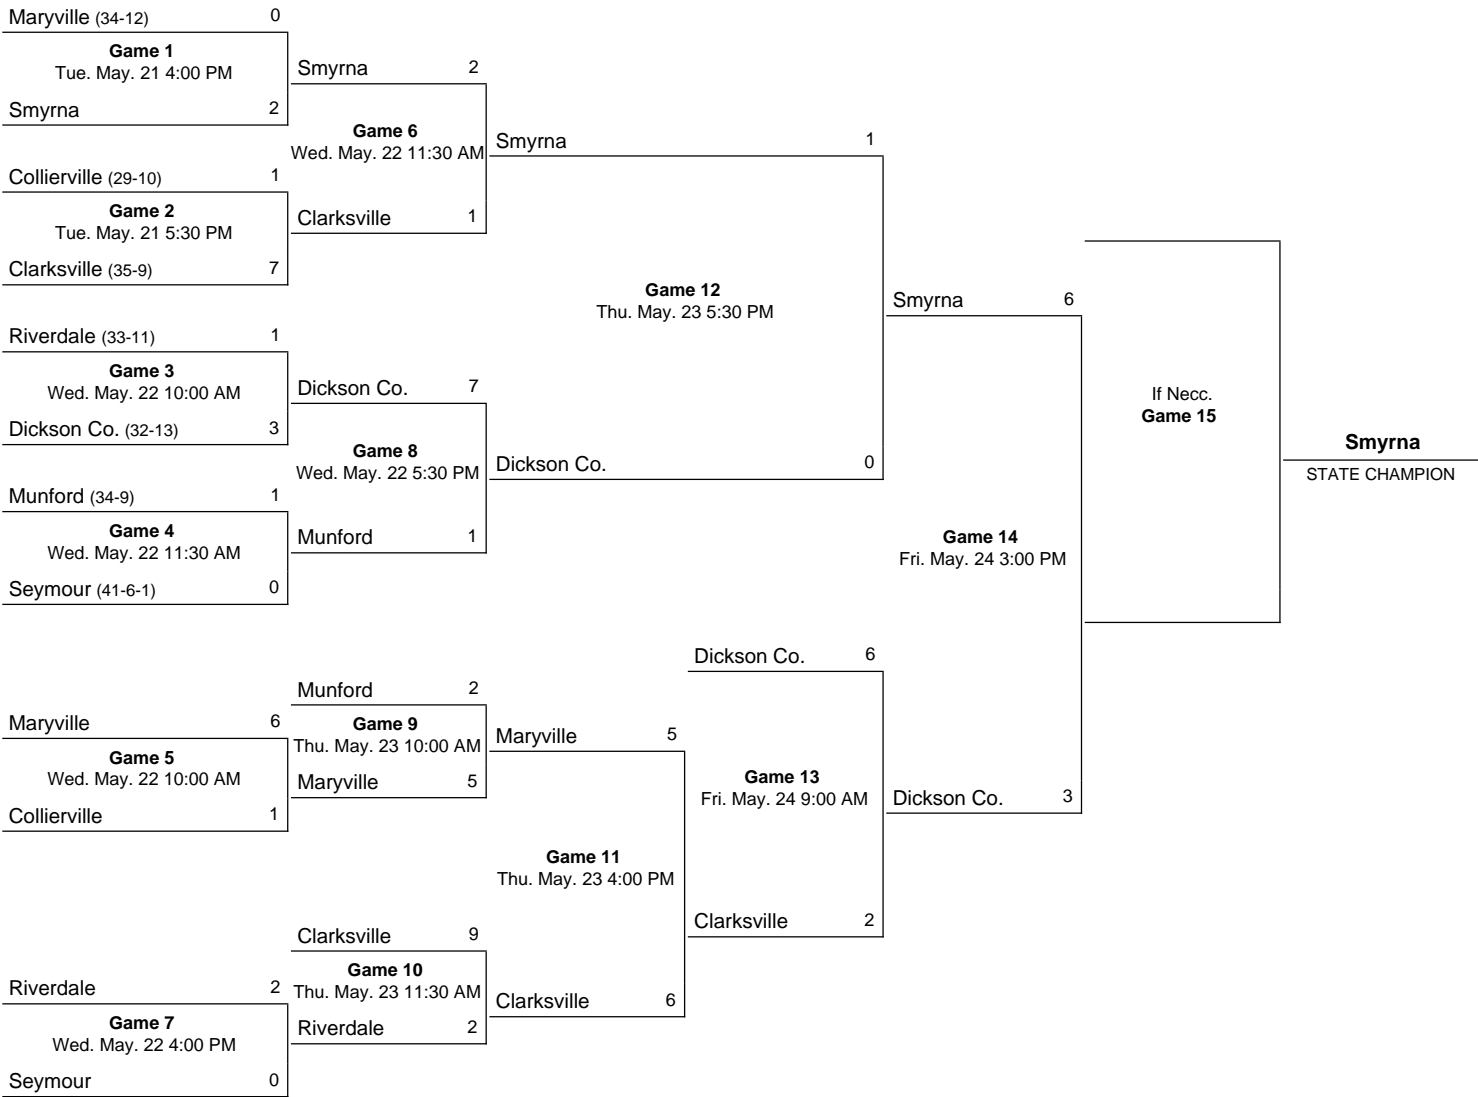 Maryville (34-12) 0
Game 1
Tue. May. 21 4:00 PM
Smyrna 2
Collierville (29-10) 1
Game 2
Tue. May. 21 5:30 PM
Clarksville (35-9) 7
Riverdale (33-11) 1
Game 3
Wed. May. 22 10:00 AM
Dickson Co. (32-13) 3
Munford (34-9) 1
Game 4
Wed. May. 22 11:30 AM
Seymour (41-6-1) 0
Maryville 6
Game 5
Wed. May. 22 10:00 AM
Collierville 1
Riverdale 2
Game 7
Wed. May. 22 4:00 PM
Seymour 0
Smyrna 2
Game 6
Wed. May. 22 11:30 AM
Clarksville 1
Dickson Co. 7
Game 8
Wed. May. 22 5:30 PM
Munford 1
Munford 2
Game 9
Thu. May. 23 10:00 AM
Maryville 5
Clarksville 9
Game 10
Thu. May. 23 11:30 AM
Riverdale 2
Smyrna 1
Game 12
Thu. May. 23 5:30 PM
Dickson Co. 0
Maryville 5
Game 11
Thu. May. 23 4:00 PM
Clarksville 6
Dickson Co. 6
Game 13
Fri. May. 24 9:00 AM
Clarksville 2
Smyrna 6
Game 14
Fri. May. 24 3:00 PM
Dickson Co. 3
If Necc.
Game 15
Smyrna
STATE CHAMPION